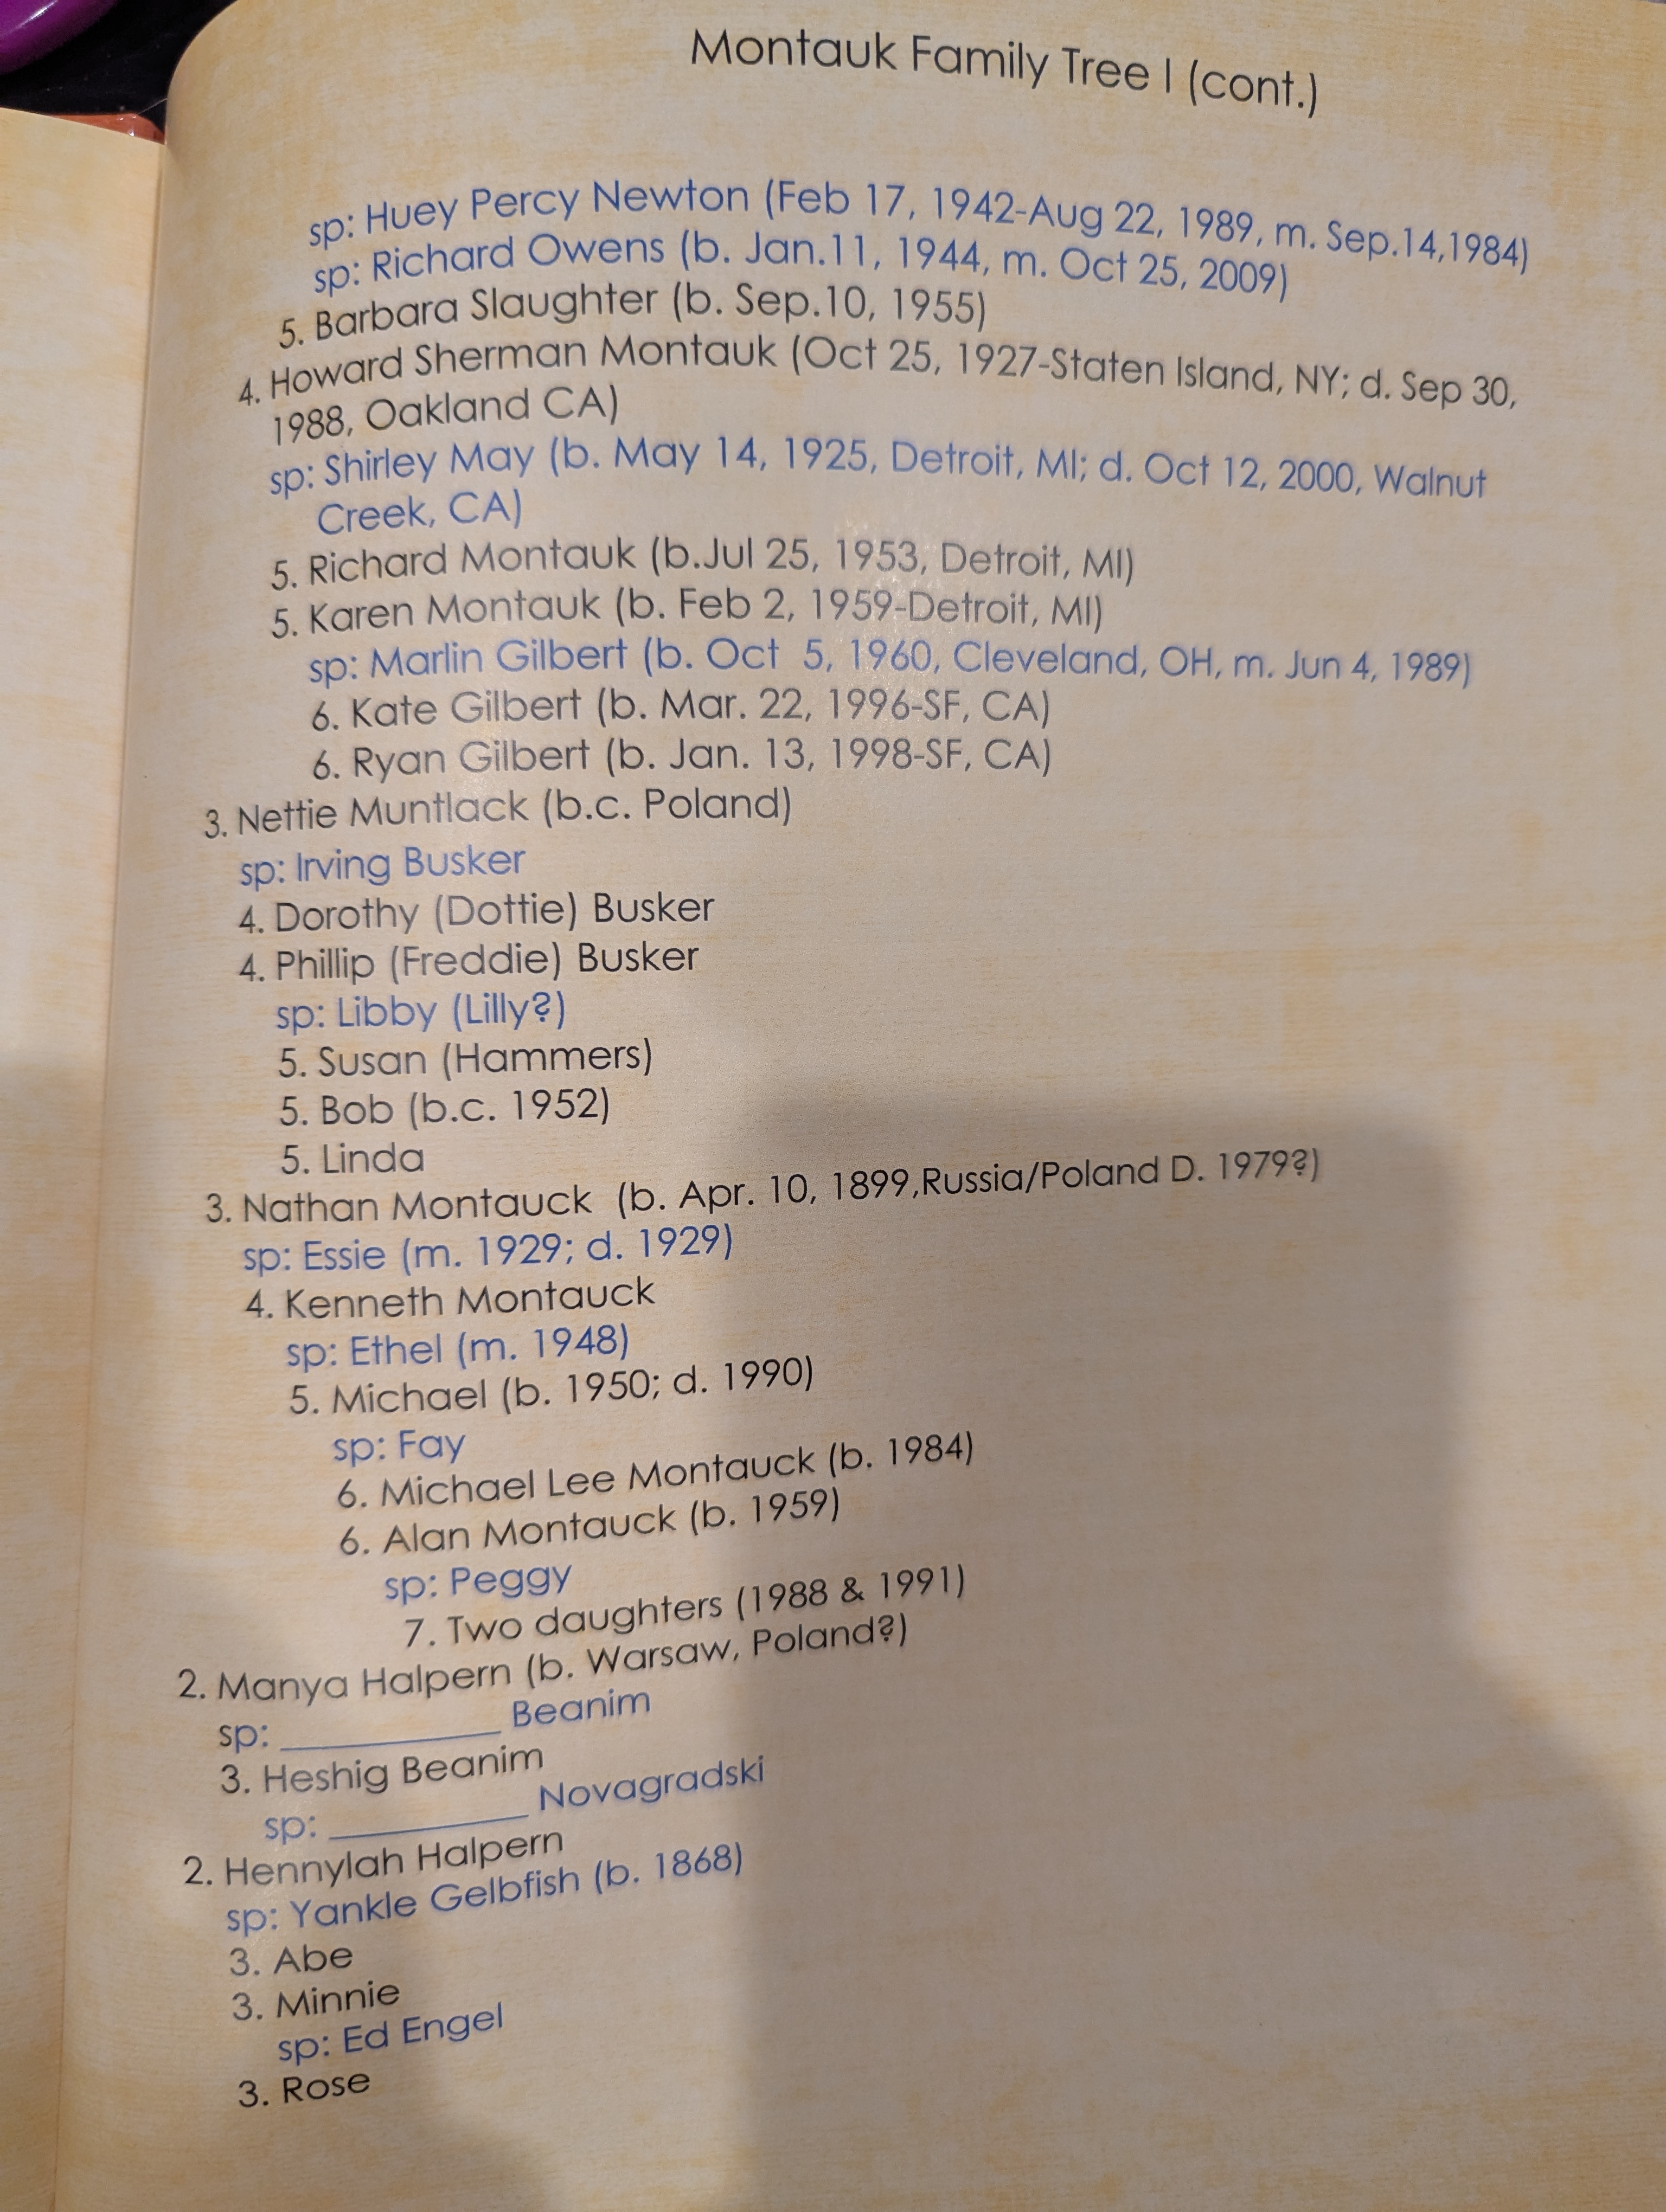 Montauk Family Tree I (cont.)
sp: Huey Percy Newton (Feb 17, 1942-Aug 22, 1989, m. Sep.14,1984)
sp: Richard Owens (b. Jan.11, 1944, m. Oct 25, 2009)
5. Barbara Slaughter (b. Sep.10, 1955)
4. Howard Sherman Montauk (Oct 25, 1927-Staten Island, NY; d. Sep 30,
1988, Oakland CA)
sp: Shirley May (b. May 14, 1925, Detroit, MI; d. Oct 12, 2000, Walnut
Creek, CA)
5. Richard Montauk (b.Jul 25, 1953, Detroit, MI)
5. Karen Montauk (b. Feb 2, 1959-Detroit, MI)
sp: Marlin Gilbert (b. Oct 5, 1960, Cleveland, OH, m. Jun 4, 1989)
6. Kate Gilbert (b. Mar. 22, 1996-SF, CA)
6. Ryan Gilbert (b. Jan. 13, 1998-SF, CA)
3. Nettie Muntlack (b.c. Poland)
sp: Irving Busker
4. Dorothy (Dottie) Busker
4. Phillip (Freddie) Busker
sp: Libby (Lilly?)
5. Susan (Hammers)
5. Bob (b.c. 1952)
5. Linda
3. Nathan Montauck (b. Apr. 10, 1899,Russia/Poland D. 1979?)
sp: Essie (m. 1929; d. 1929)
4. Kenneth Montauck
sp: Ethel (m. 1948)
5. Michael (b. 1950; d. 1990)
sp: Fay
6. Michael Lee Montauck (b. 1984)
6. Alan Montauck (b. 1959)
sp: Peggy
7. Two daughters (1988 & 1991)
2. Manya Halpern (b. Warsaw, Poland?)
sp: __________ Beanim
3. Heshig Beanim
sp: _________ Novagradski
2. Hennylah Halpern
sp: Yankle Gelbfish (b. 1868)
3. Abe
3. Minnie
sp: Ed Engel
3. Rose